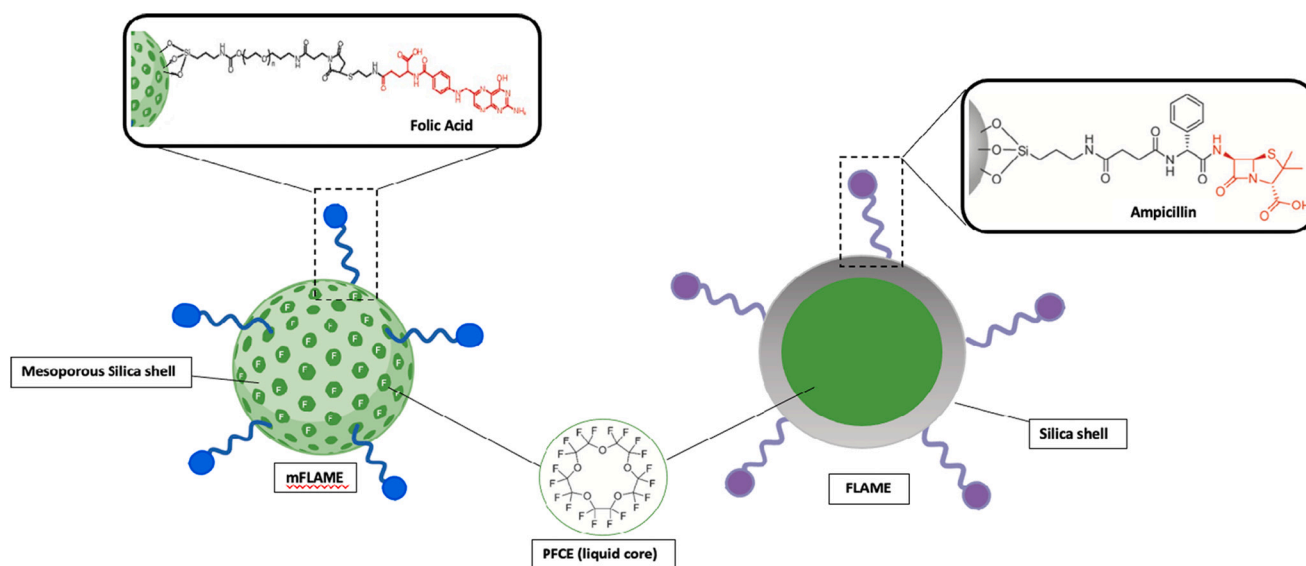 Folic Acid
Ampicillin
Mesoporous Silica shell
mFLAME
PFCE (liquid core)
FLAME
Silica shell